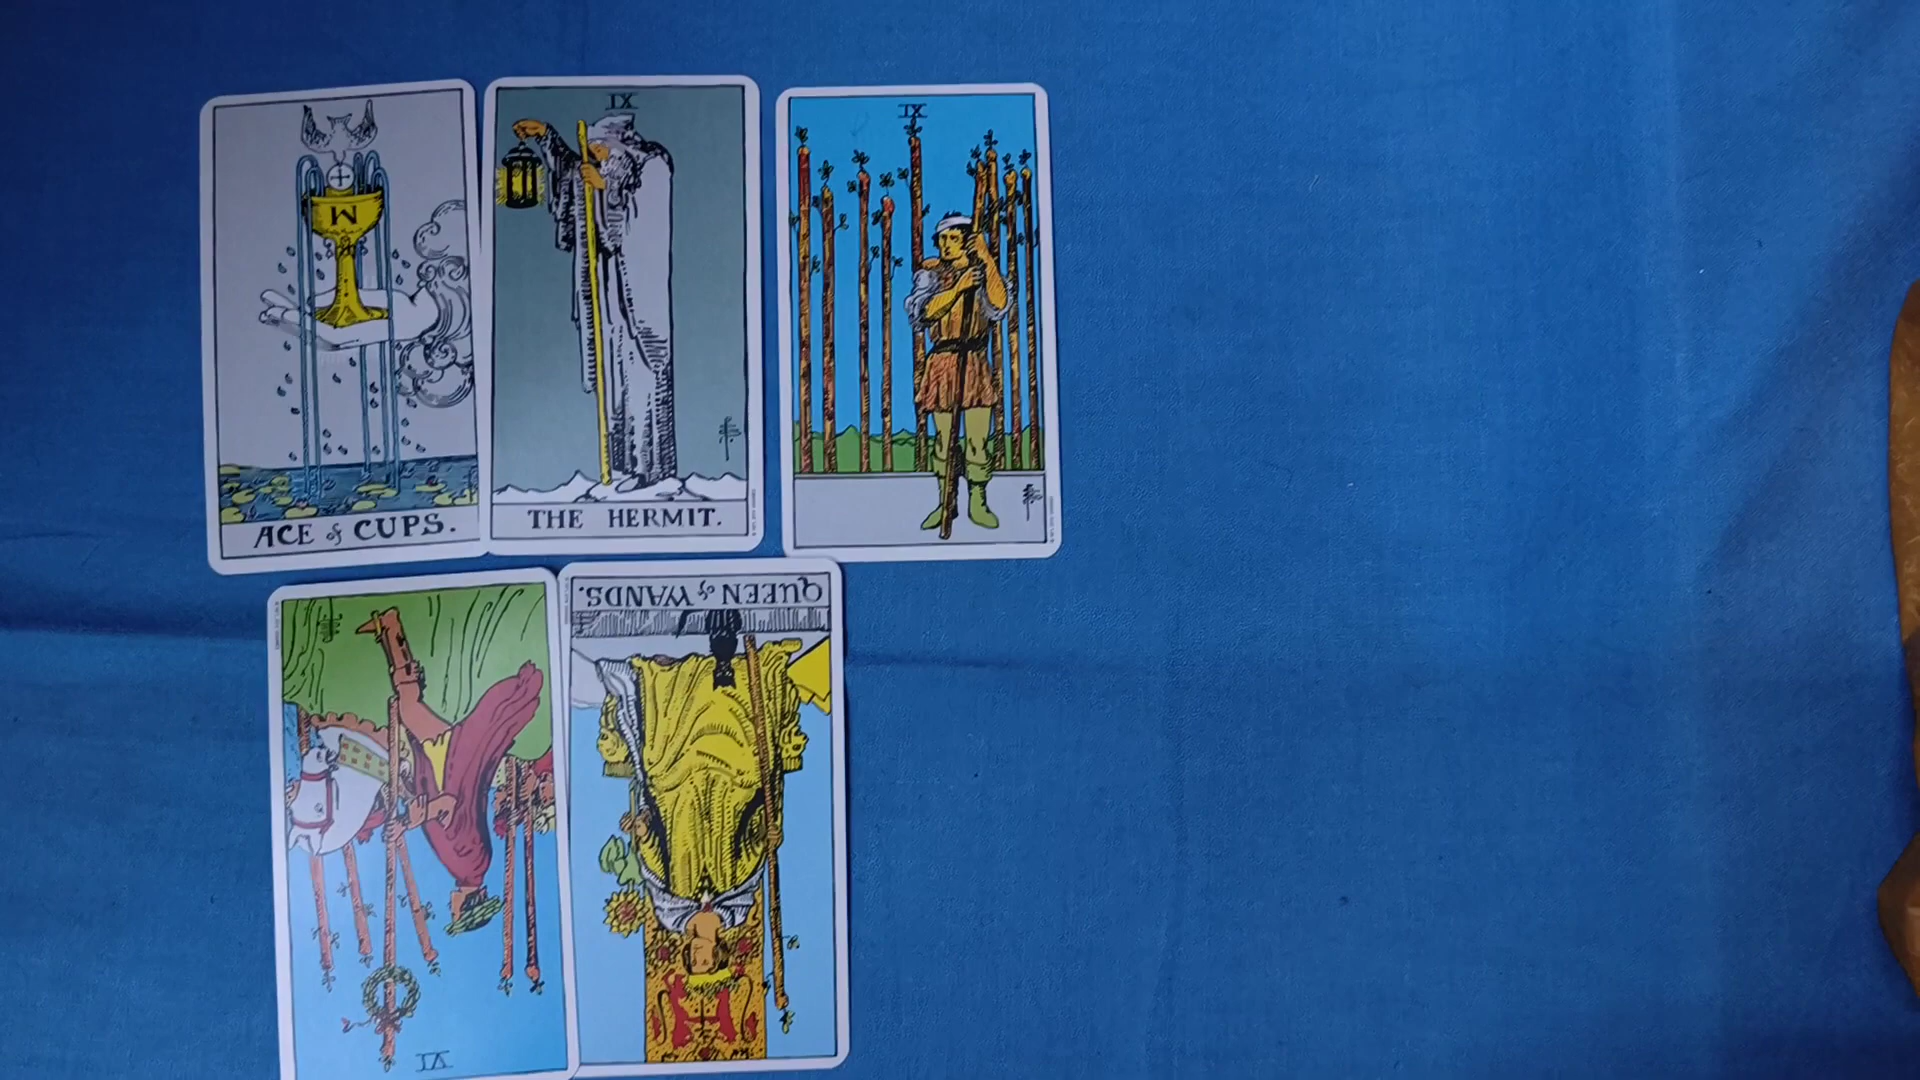 IX
IX
W
ACE of CUPS.
THE HERMIT.
QUEEN of WANDS.
VI